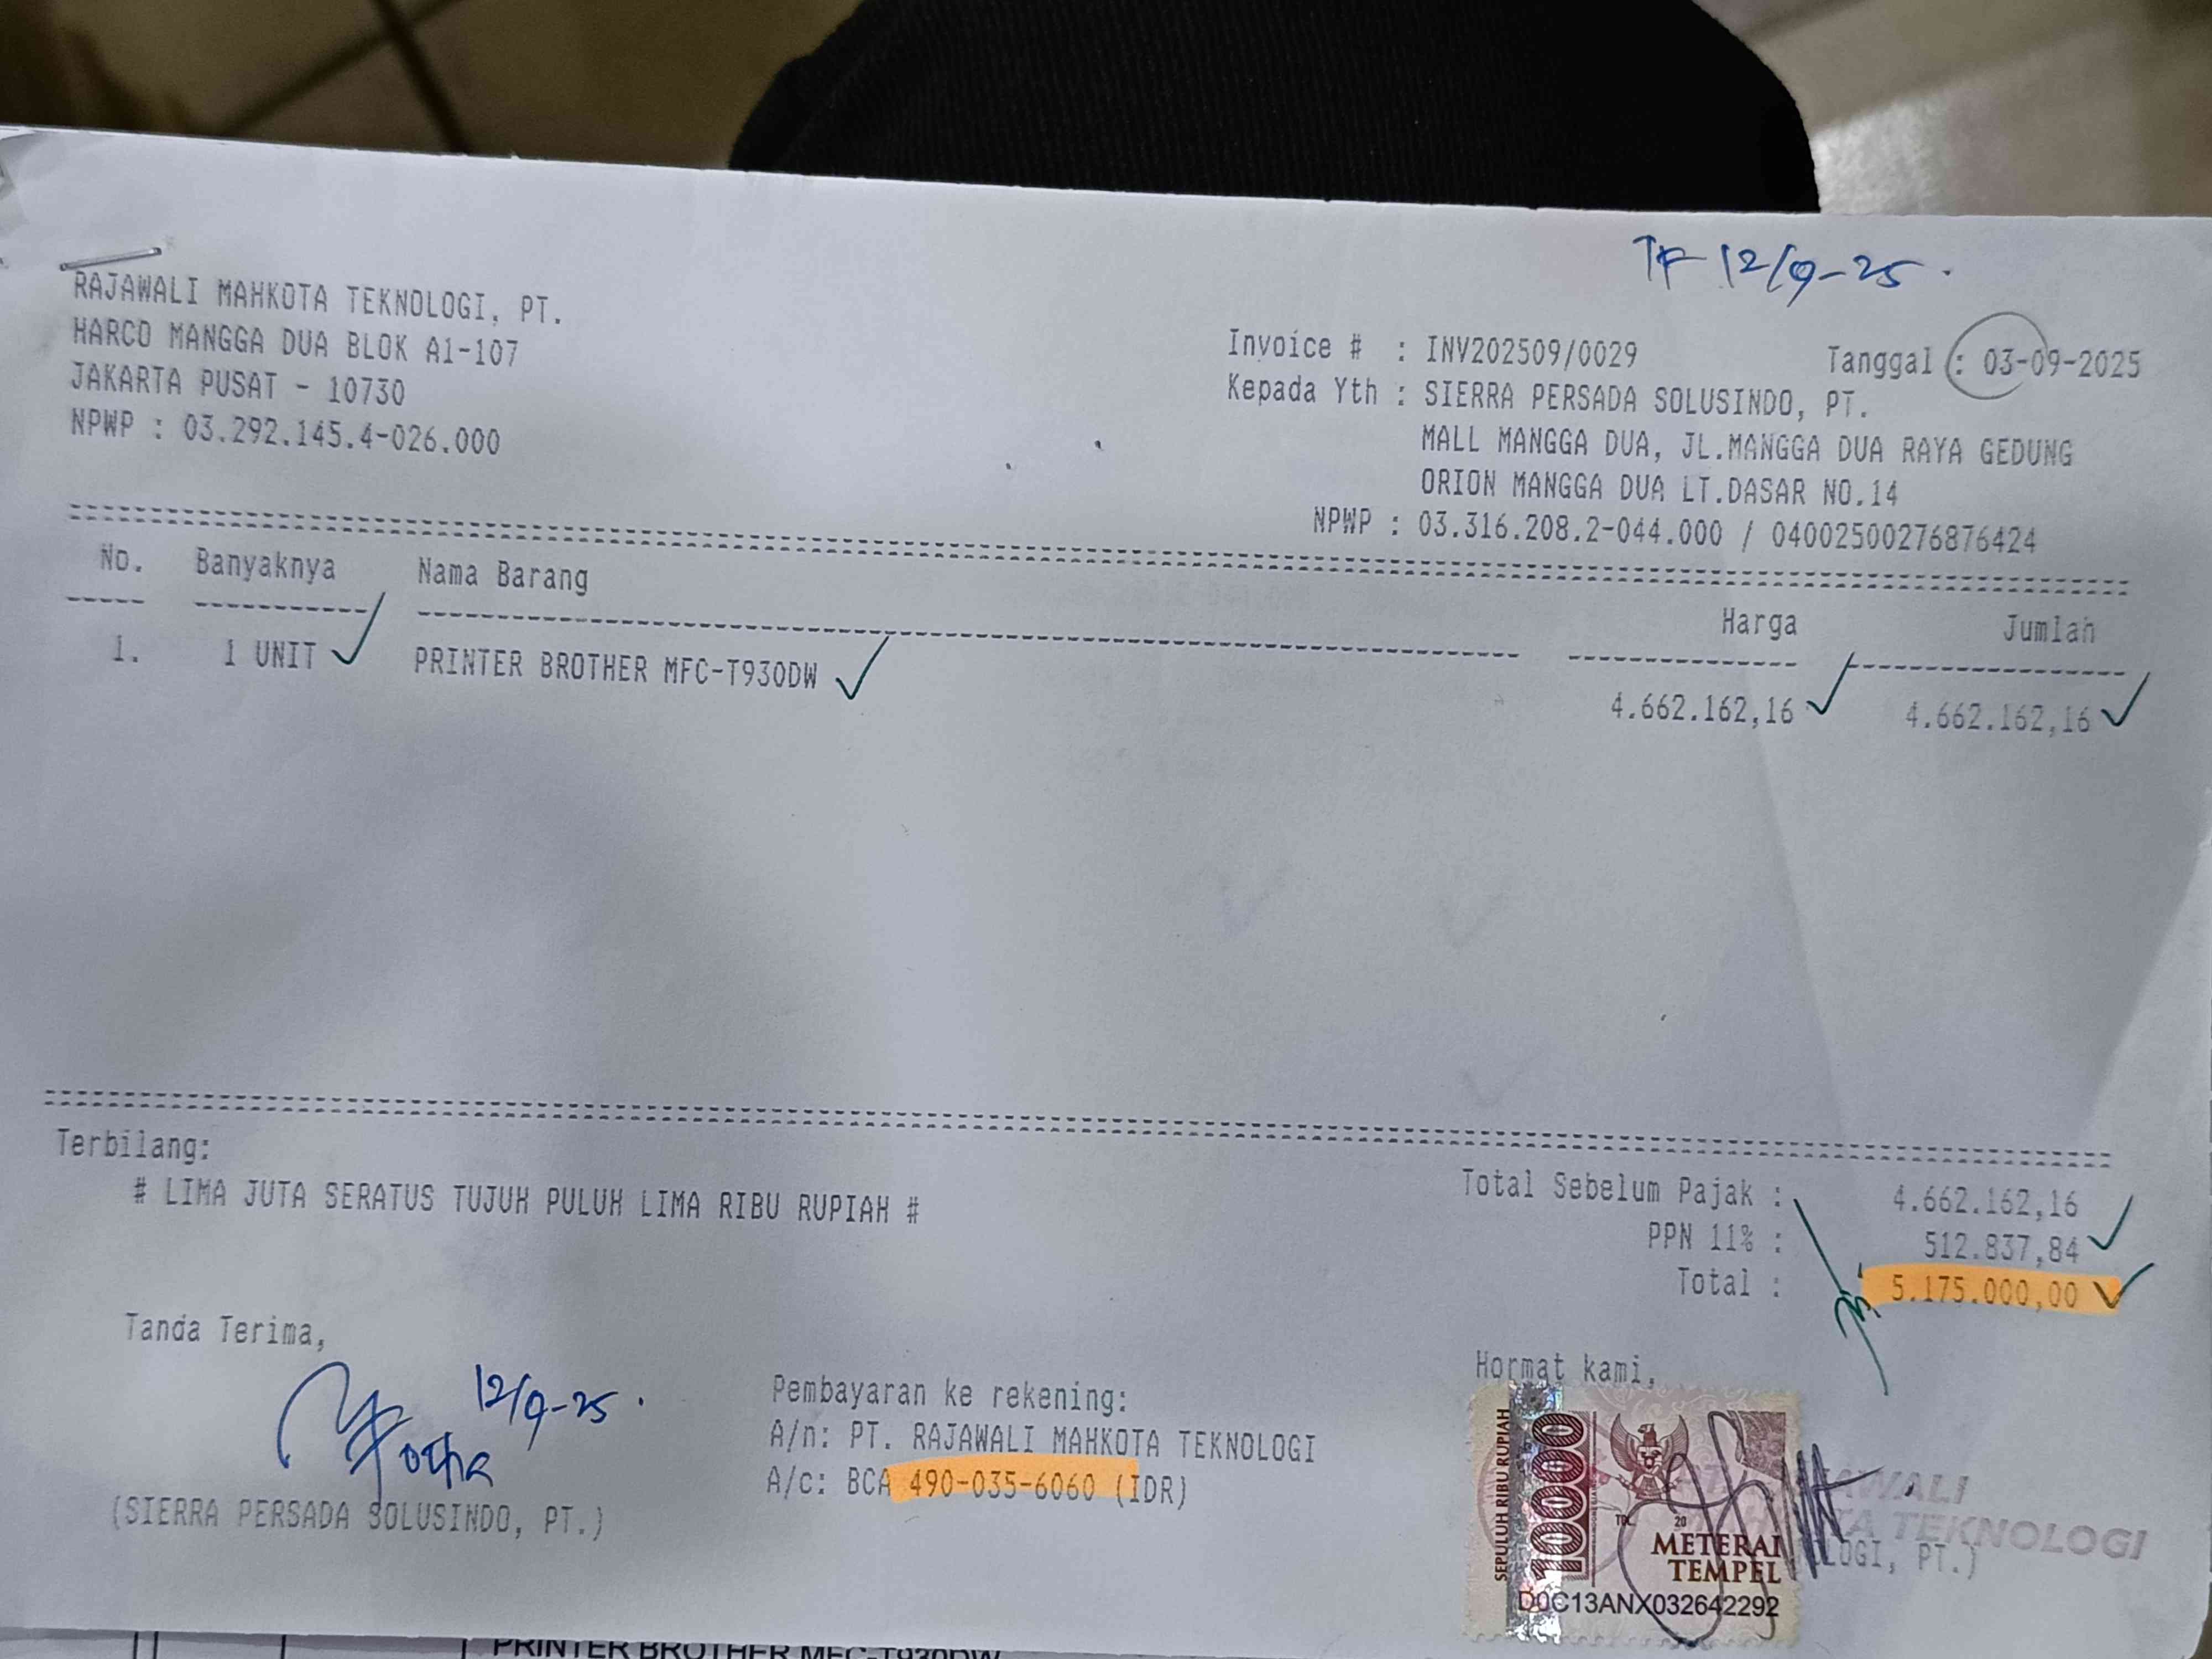 TF 12/9-25.
RAJAWALI MAHKOTA TEKNOLOGI, PT.
HARCO MANGGA DUA BLOK A1-107
JAKARTA PUSAT - 10730
NPWP : 03.292.145.4-026.000
Invoice # : INV202509/0029 Tanggal : 03-09-2025
Kepada Yth : SIERRA PERSADA SOLUSINDO, PT.
MALL MANGGA DUA, JL.MANGGA DUA RAYA GEDUNG
ORION MANGGA DUA LT.DASAR NO.14
NPWP : 03.316.208.2-044.000 / 04002500276876424
No. Banyaknya Nama Barang Harga Jumlah
1. 1 UNIT PRINTER BROTHER MFC-T930DW 4.662.162,16 4.662.162,16
Terbilang:
# LIMA JUTA SERATUS TUJUH PULUH LIMA RIBU RUPIAH #
Total Sebelum Pajak : 4.662.162,16
PPN 11% : 512.837,84
Total : 5.175.000,00
Tanda Terima,
12/9-25.
(SIERRA PERSADA SOLUSINDO, PT.)
Pembayaran ke rekening:
A/n: PT. RAJAWALI MAHKOTA TEKNOLOGI
A/c: BCA 490-035-6060 (IDR)
Hormat kami,
SEPULUH RIBU RUPIAH
10000
TGL. 20
METERAI
TEMPEL
D0C13ANX032642292
TEKNOLOGI
PT.)
PRINTER BROTHER MFC-T930DW